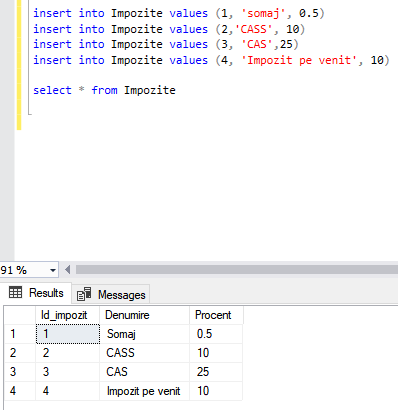 insert into Impozite values (1, 'somaj', 0.5)
insert into Impozite values (2,'CASS', 10)
insert into Impozite values (3, 'CAS',25)
insert into Impozite values (4, 'Impozit pe venit', 10)
select * from Impozite
91 %
Results Messages
Id_impozit Denumire Procent
1 1 Somaj 0.5
2 2 CASS 10
3 3 CAS 25
4 4 Impozit pe venit 10